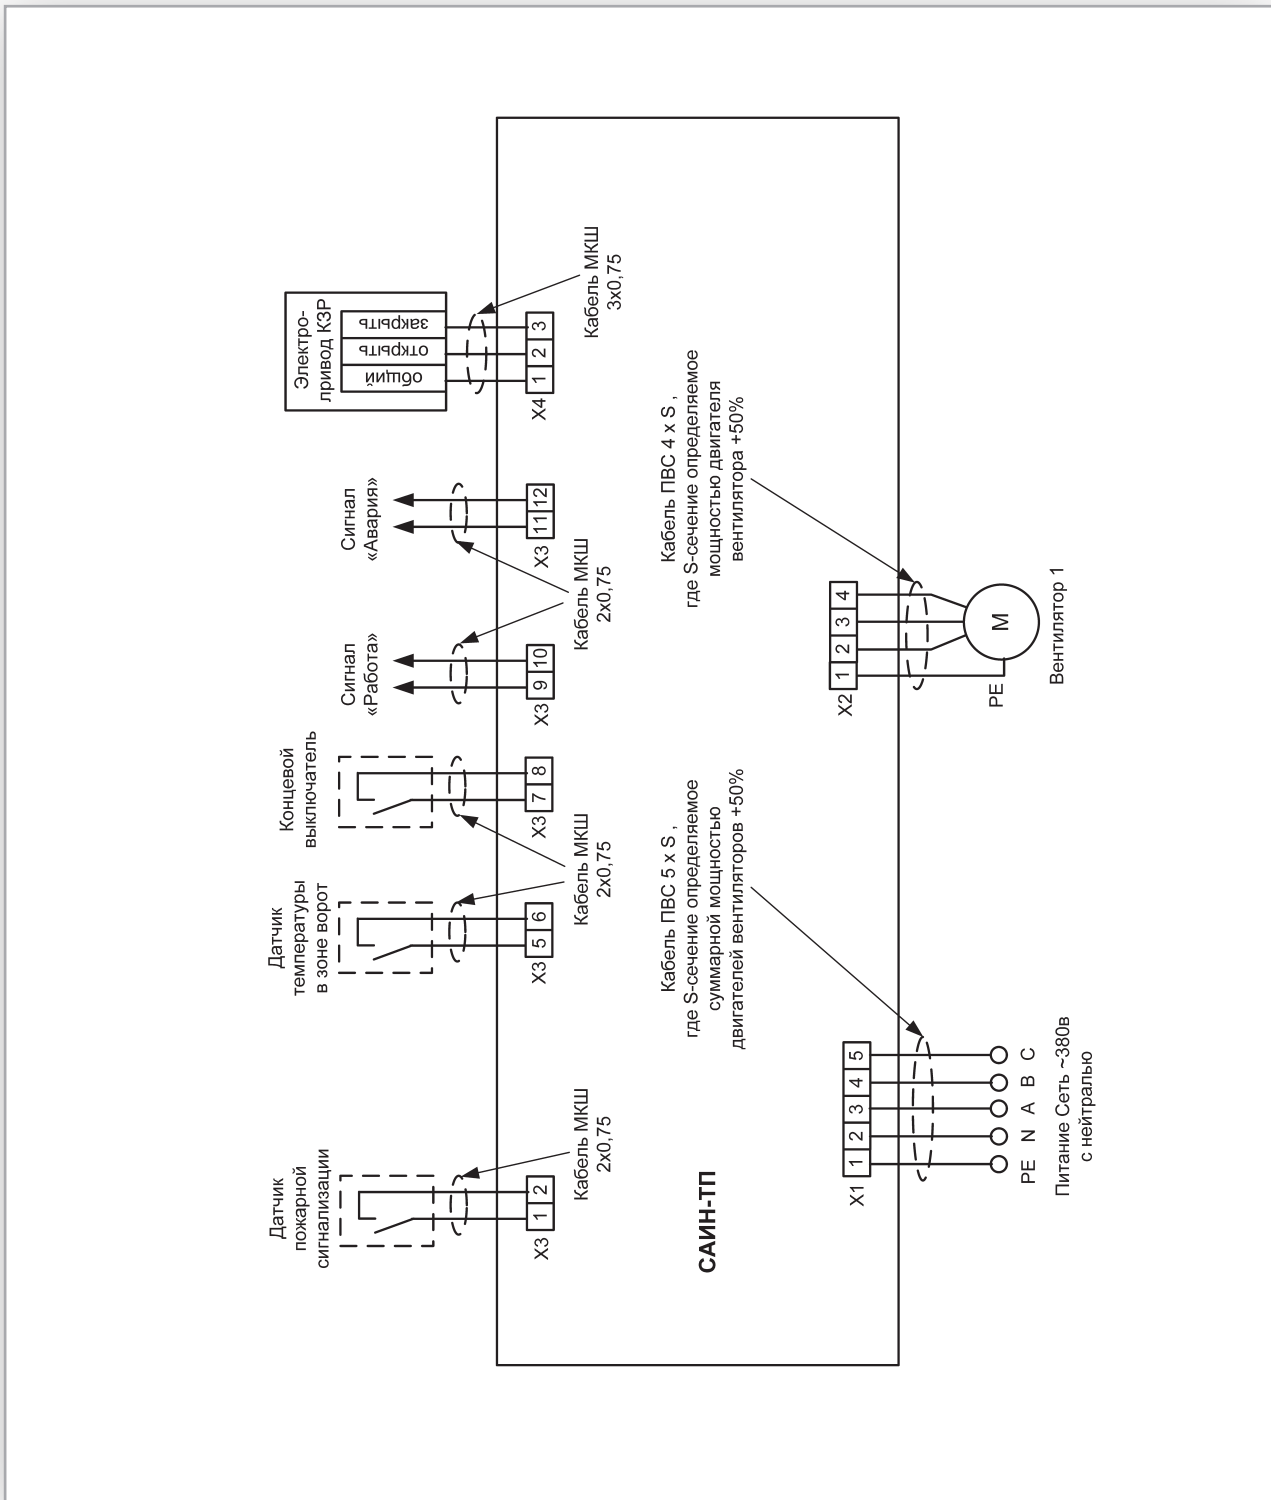 Датчик
пожарной
сигнализации
X3
1
2
Кабель МКШ
2x0,75
Датчик
температуры
в зоне ворот
X3
5
6
Концевой
выключатель
X3
7
8
Кабель МКШ
2x0,75
Сигнал
«Работа»
X3
9
10
Сигнал
«Авария»
X3
11
12
Кабель МКШ
2x0,75
Электро-
привод КЗР
общий
открыть
закрыть
X4
1
2
3
Кабель МКШ
3x0,75
САИН-ТП
Кабель ПВС 5 x S ,
где S-сечение определяемое
суммарной мощностью
двигателей вентиляторов +50%
Кабель ПВС 4 x S ,
где S-сечение определяемое
мощностью двигателя
вентилятора +50%
X1
1
2
3
4
5
PE
N
A
B
C
Питание Сеть ~380в
с нейтралью
X2
1
2
3
4
PE
М
Вентилятор 1